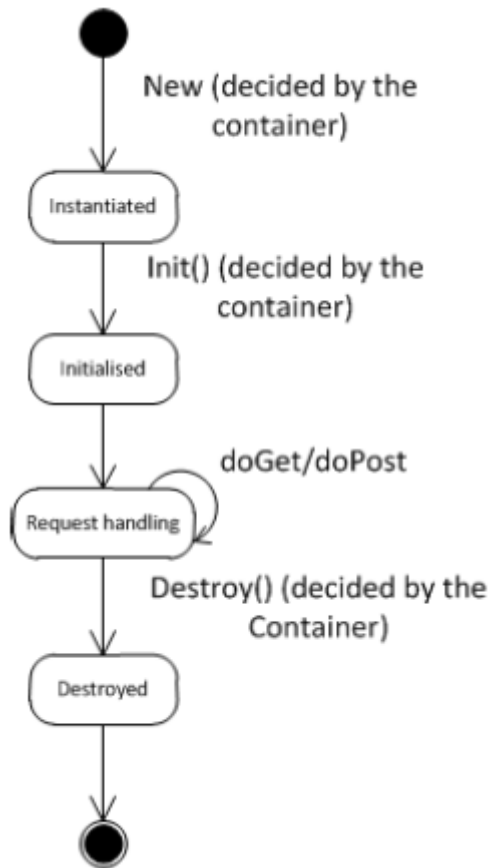 New (decided by the
container)
Instantiated
Init() (decided by the
container)
Initialised
doGet/doPost
Request handling
Destroy() (decided by the
Container)
Destroyed